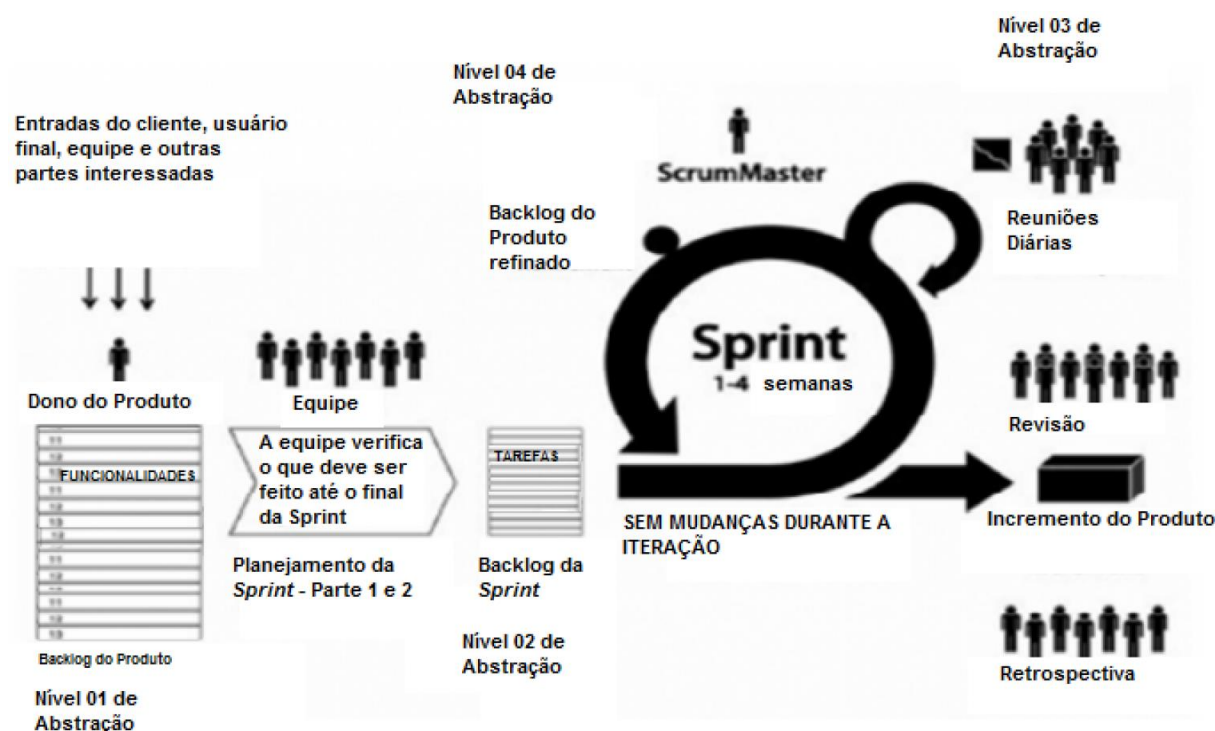 Nível 03 de
Abstração
Nível 04 de
Abstração
Entradas do cliente, usuário
final, equipe e outras
partes interessadas
ScrumMaster
Backlog do
Produto
refinado
Reuniões
Diárias
Sprint
1-4 semanas
Dono do Produto
Equipe
Revisão
A equipe verifica
o que deve ser
feito até o final
da Sprint
FUNCIONALIDADES
TAREFAS
SEM MUDANÇAS DURANTE A
ITERAÇÃO
Incremento do Produto
Planejamento da
Sprint - Parte 1 e 2
Backlog da
Sprint
Backlog do Produto
Nível 02 de
Abstração
Retrospectiva
Nível 01 de
Abstração